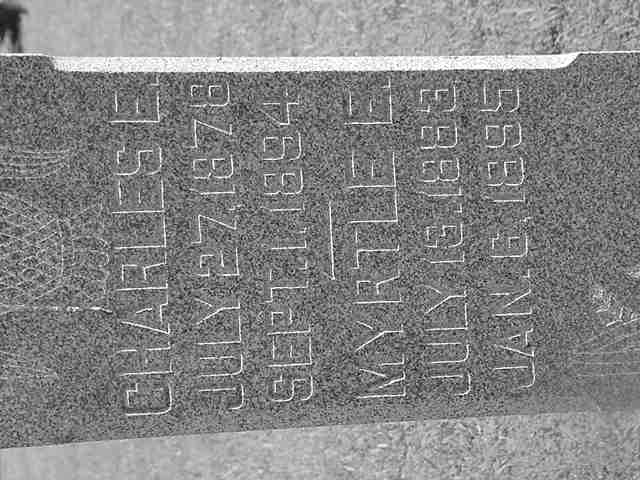 CHARLES E.
JULY 27, 1878
SEPT. 1, 1894
MYRTLE E.
JULY 13, 1883
JAN. 6, 1895